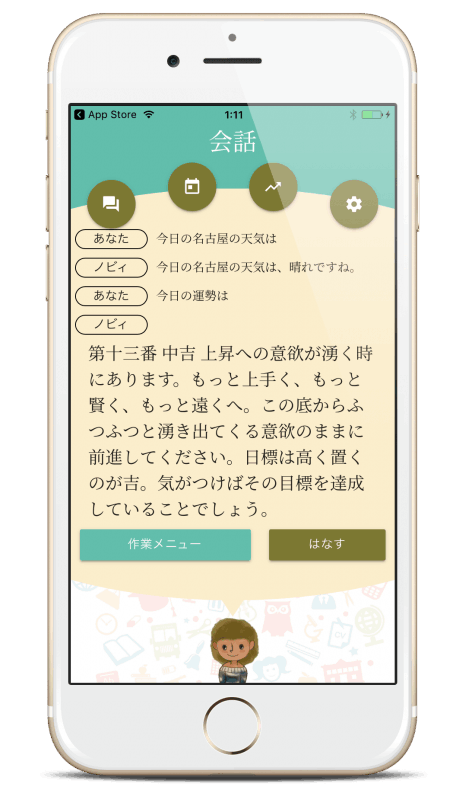 App Store
1:11
会話
あなた 今日の名古屋の天気は
ノビィ 今日の名古屋の天気は、晴れですね。
あなた 今日の運勢は
ノビィ
第十三番 中吉 上昇への意欲が湧く時
にあります。もっと上手く、もっと
賢く、もっと遠くへ。この底からふ
つふつと湧き出てくる意欲のままに
前進してください。目標は高く置く
のが吉。気がつけばその目標を達成
していることでしょう。
作業メニュー はなす